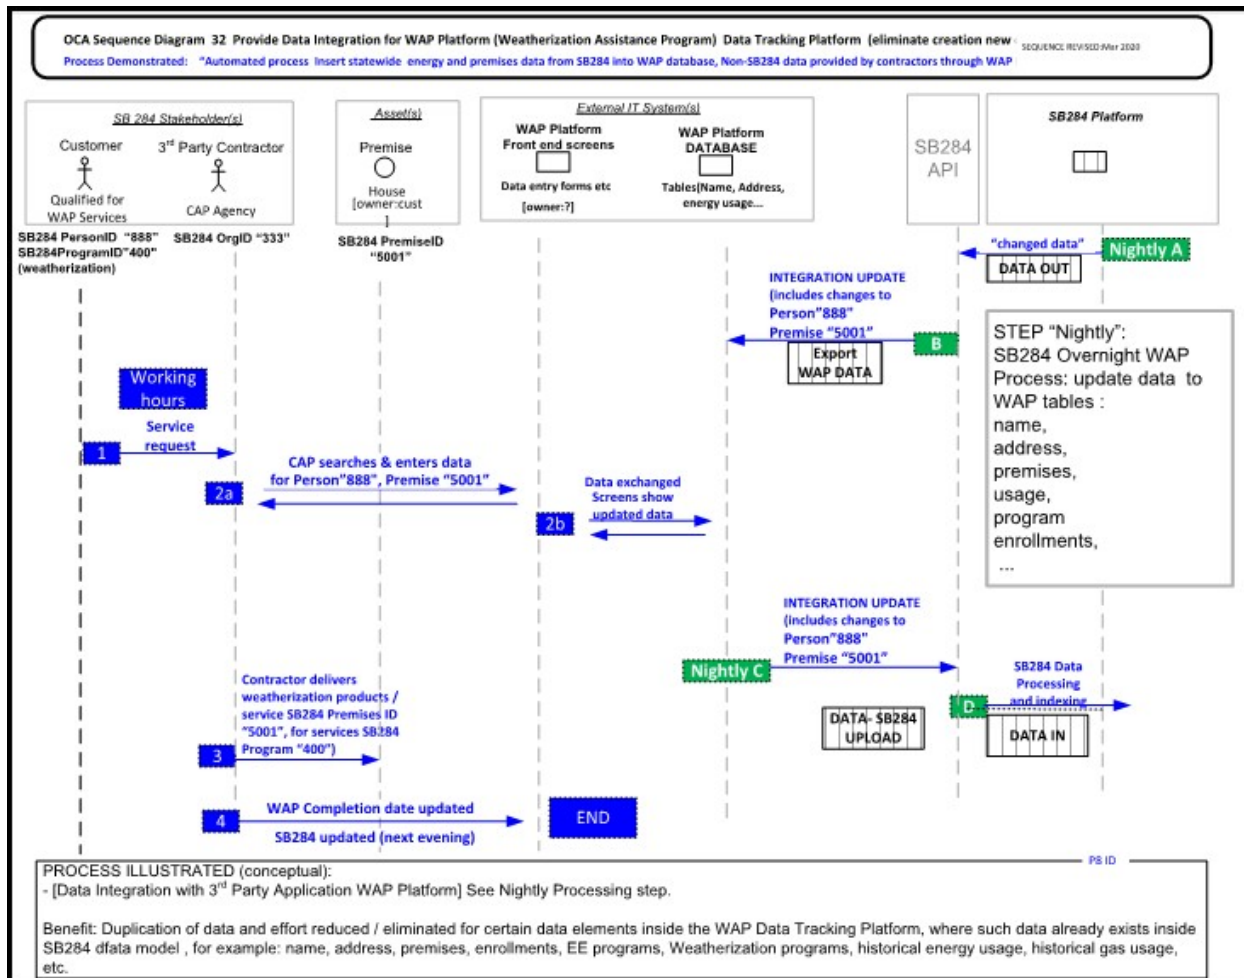 OCA Sequence Diagram 32 Provide Data Integration for WAP Platform (Weatherization Assistance Program) Data Tracking Platform (eliminate creation new
SEQUENCE REVISED:Mar 2020
Process Demonstrated: "Automated process Insert statewide energy and premises data from SB284 into WAP database, Non-SB284 data provided by contractors through WAP
SB 284 Stakeholder(s)
Customer
Qualified for
WAP Services
SB284 PersonID "888"
SB284ProgramID"400"
(weatherization)
3rd Party Contractor
CAP Agency
SB284 OrgID "333"
Asset(s)
Premise
House
[owner:cust
]
SB284 PremiseID
"5001"
External IT System(s)
WAP Platform
Front end screens
Data entry forms etc
[owner:?]
WAP Platform
DATABASE
Tables(Name, Address,
energy usage...
SB284
API
SB284 Platform
"changed data"
Nightly A
DATA OUT
INTEGRATION UPDATE
(includes changes to
Person"888"
Premise "5001"
B
Export
WAP DATA
STEP "Nightly":
SB284 Overnight WAP
Process: update data to
WAP tables :
name,
address,
premises,
usage,
program
enrollments,
...
Working
hours
1
Service
request
2a
CAP searches & enters data
for Person"888", Premise "5001"
2b
Data exchanged
Screens show
updated data
INTEGRATION UPDATE
(includes changes to
Person"888"
Premise "5001"
Nightly C
SB284 Data
Processing
and indexing
D
DATA- SB284
UPLOAD
DATA IN
Contractor delivers
weatherization products /
service SB284 Premises ID
"5001", for services SB284
Program "400")
3
4
WAP Completion date updated
SB284 updated (next evening)
END
P8 ID
PROCESS ILLUSTRATED (conceptual):
- [Data Integration with 3rd Party Application WAP Platform] See Nightly Processing step.
Benefit: Duplication of data and effort reduced / eliminated for certain data elements inside the WAP Data Tracking Platform, where such data already exists inside
SB284 dfata model , for example: name, address, premises, enrollments, EE programs, Weatherization programs, historical energy usage, historical gas usage,
etc.